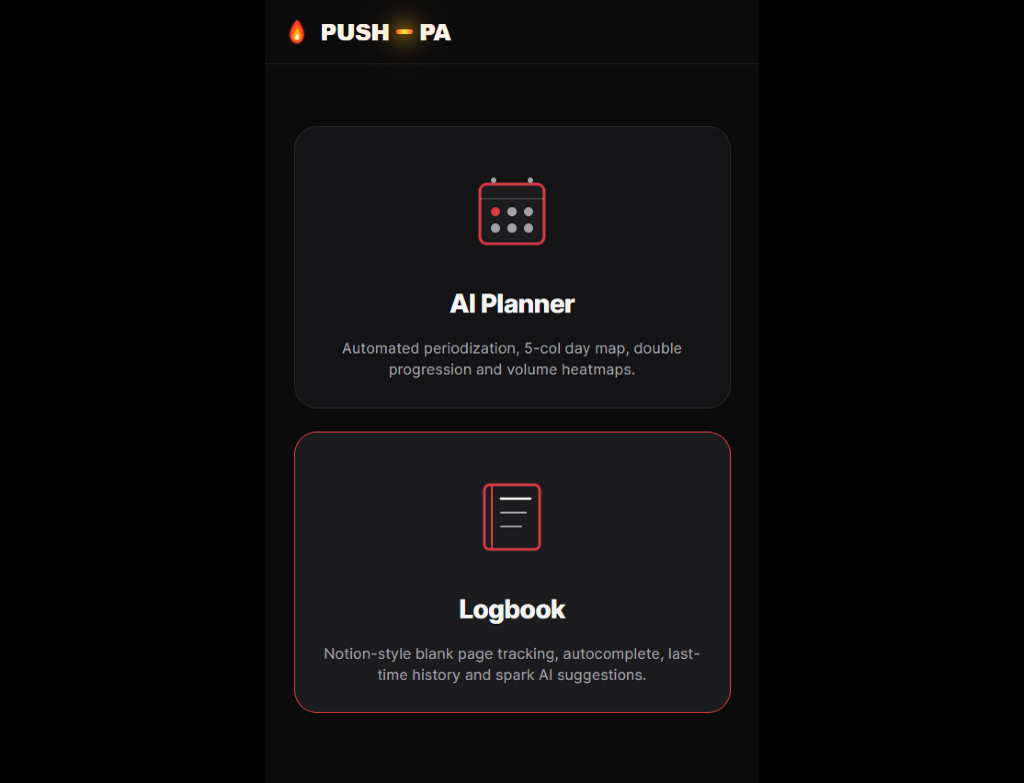 PUSH – PA
AI Planner
Automated periodization, 5-col day map, double
progression and volume heatmaps.
Logbook
Notion-style blank page tracking, autocomplete, last-
time history and spark AI suggestions.